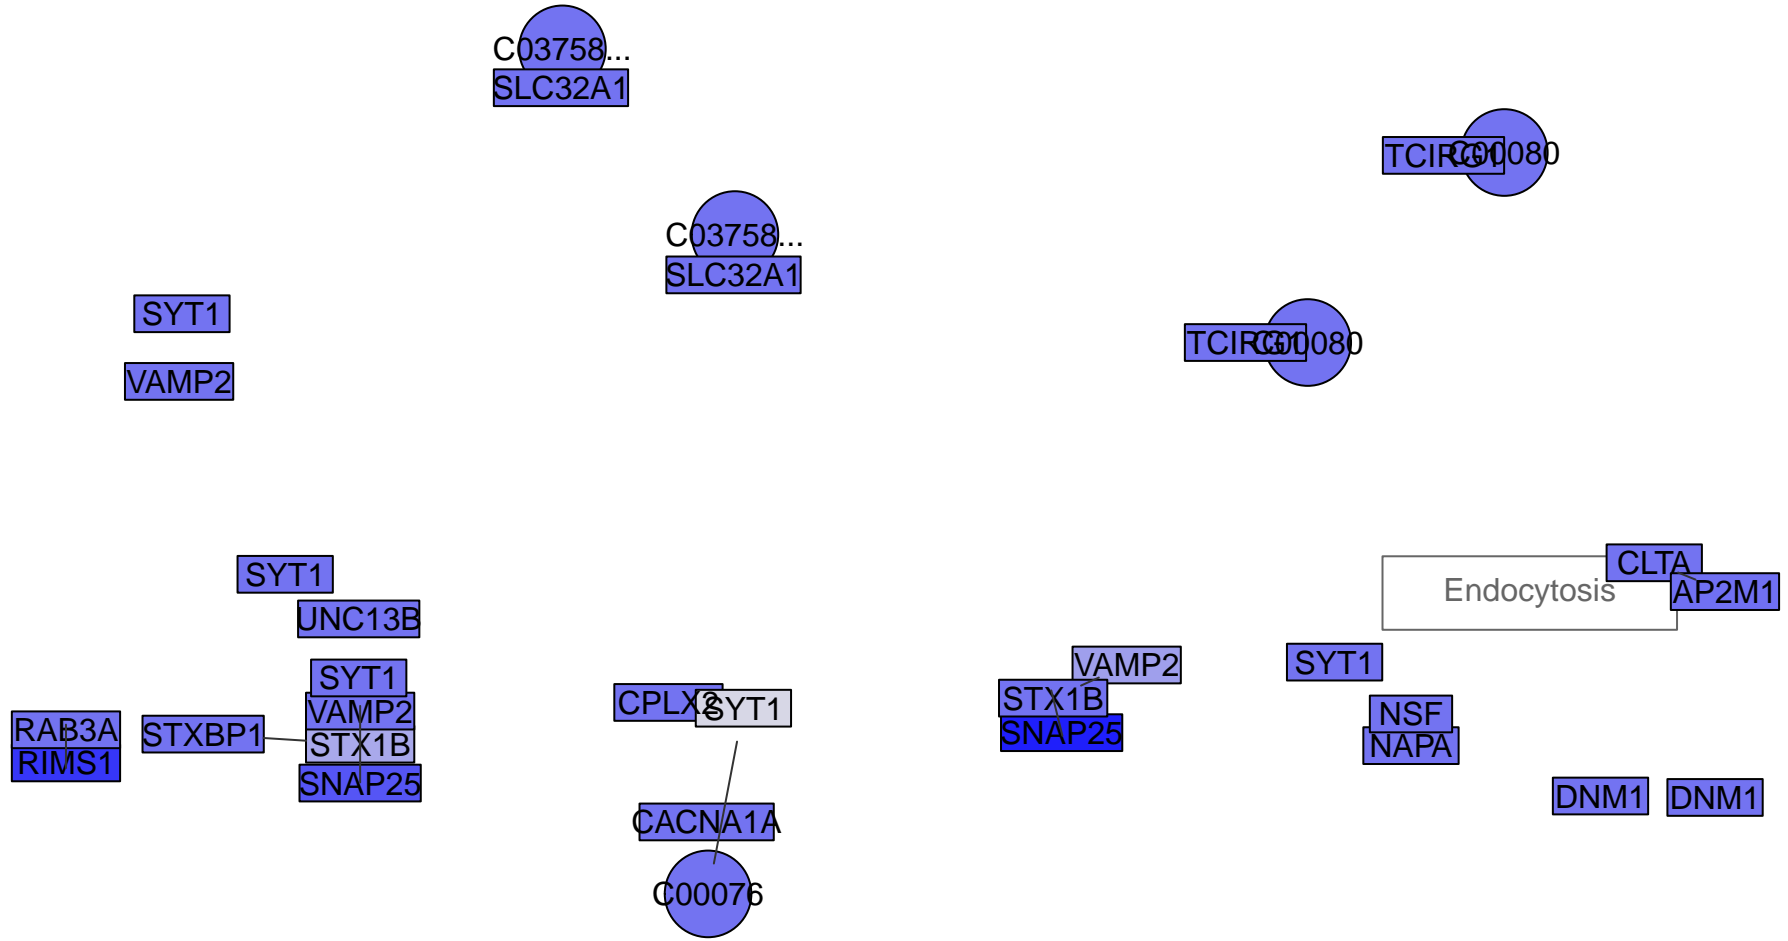 C03758...
SLC32A1
TCIRG1
C00080
C03758...
SLC32A1
SYT1
TCIRG1
C00080
VAMP2
CLTA
SYT1
Endocytosis
AP2M1
UNC13B
VAMP2
SYT1
SYT1
STX1B
CPLX2
SYT1
VAMP2
NSF
RAB3A
STXBP1
STX1B
SNAP25
NAPA
RIMS1
SNAP25
DNM1
DNM1
CACNA1A
C00076